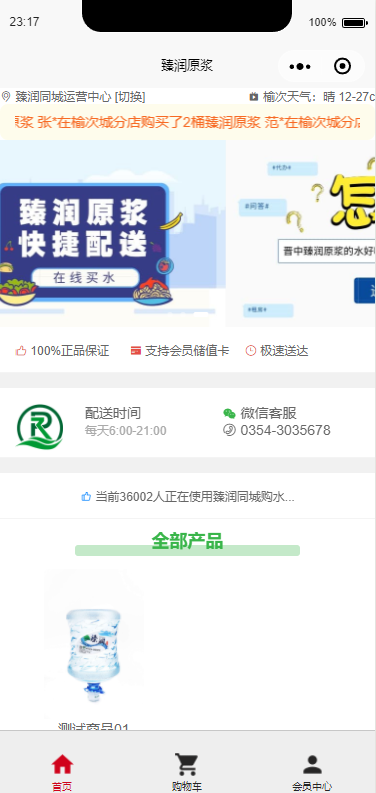 23:17
100%
臻润原浆
臻润同城运营中心 [切换]
榆次天气：晴 12-27c
原浆 张*在榆次城分店购买了2桶臻润原浆 范*在榆次城分店
臻润原浆
快捷配送
在线买水
#问答#
晋中臻润原浆的水好
100%正品保证
支持会员储值卡
极速送达
配送时间
每天6:00-21:00
微信客服
0354-3035678
当前36002人正在使用臻润同城购水...
全部产品
测试商品01
首页
购物车
会员中心